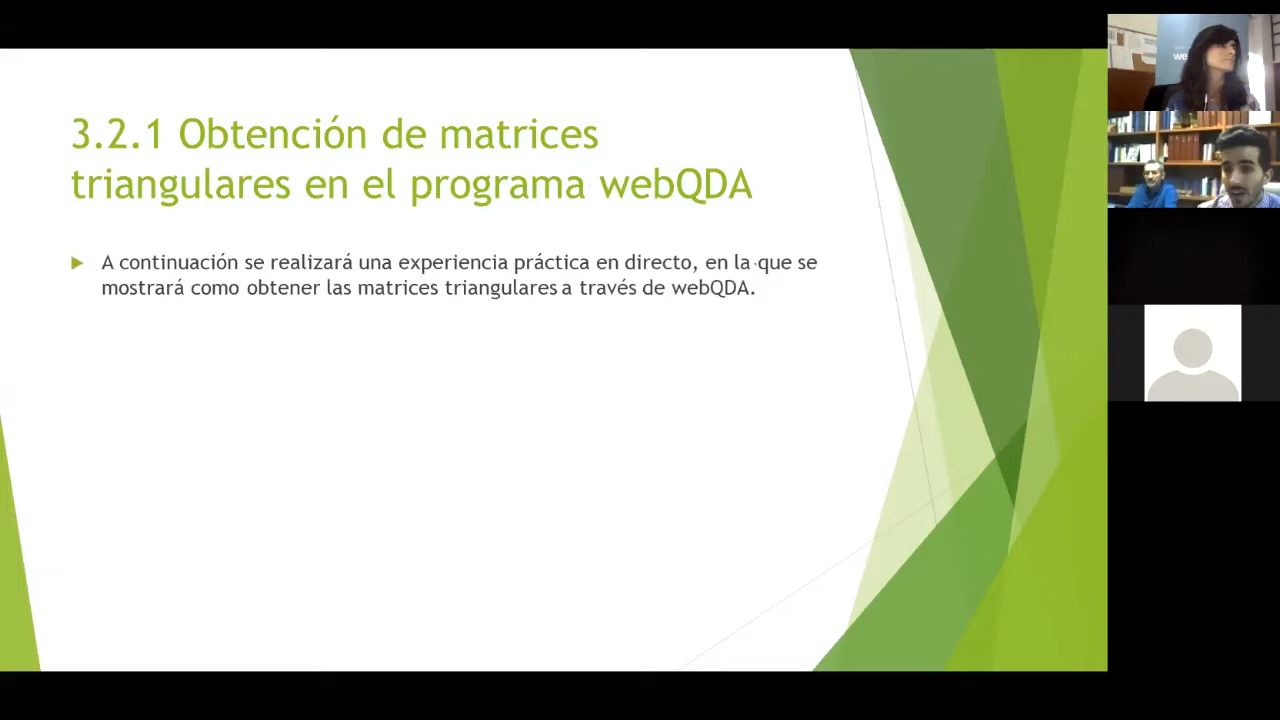 3.2.1 Obtención de matrices
triangulares en el programa webQDA
A continuación se realizará una experiencia práctica en directo, en la que se
mostrará como obtener las matrices triangulares a través de webQDA.
we